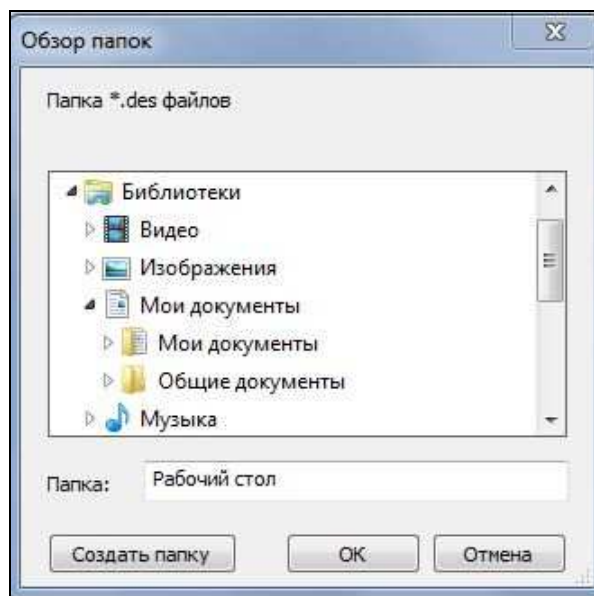 Обзор папок
Папка *.des файлов
Библиотеки
Видео
Изображения
Мои документы
Мои документы
Общие документы
Музыка
Папка: Рабочий стол
Создать папку ОК Отмена